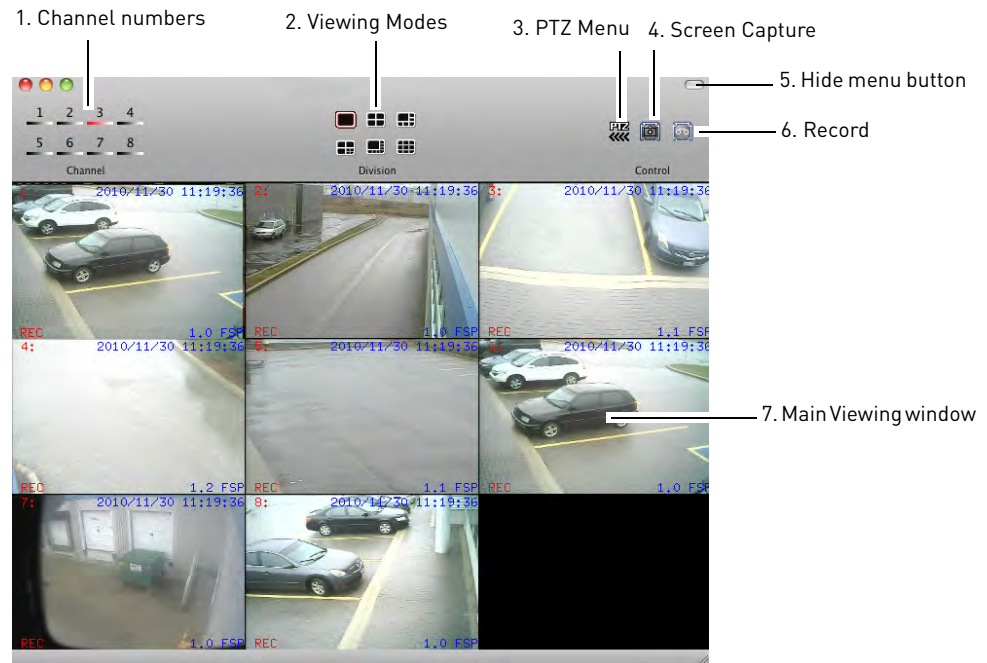 1. Channel numbers
2. Viewing Modes
3. PTZ Menu
4. Screen Capture
5. Hide menu button
6. Record
1 2 3 4
5 6 7 8
PTZ
Channel
Division
Control
2010/11/30 11:19:36
2: 2010/11/30 11:19:36
3: 2010/11/30 11:19:36
REC 1.0 FSP
REC 1.0 FSP
REC 1.1 FSP
4: 2010/11/30 11:19:36
5: 2010/11/30 11:19:36
6: 2010/11/30 11:19:36
7. Main Viewing window
REC 1.2 FSP
REC 1.1 FSP
REC 1.0 FSP
7: 2010/11/30 11:19:36
8: 2010/11/30 11:19:36
REC 1.0 FSP
REC 1.0 FSP